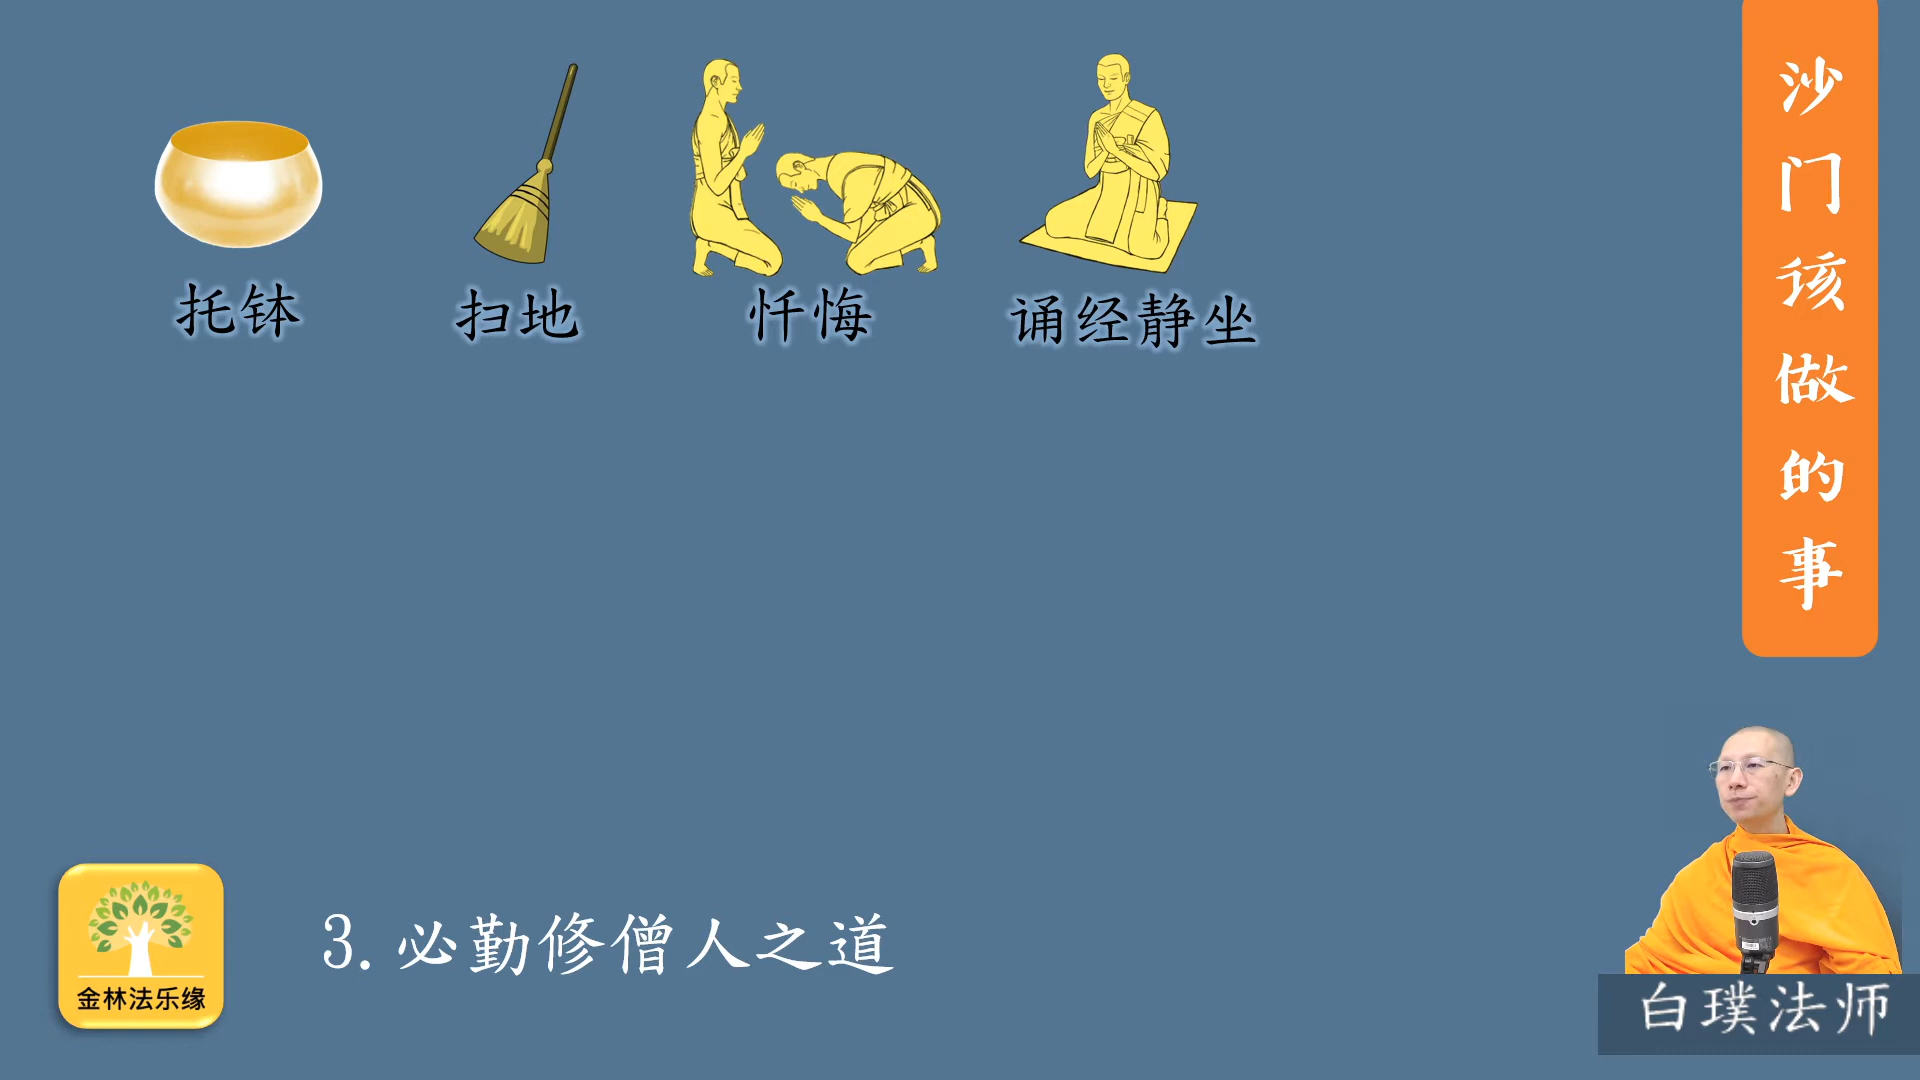 沙门该做的事
托钵
扫地
忏悔
诵经静坐
3.必勤修僧人之道
金林法乐缘
白璞法师